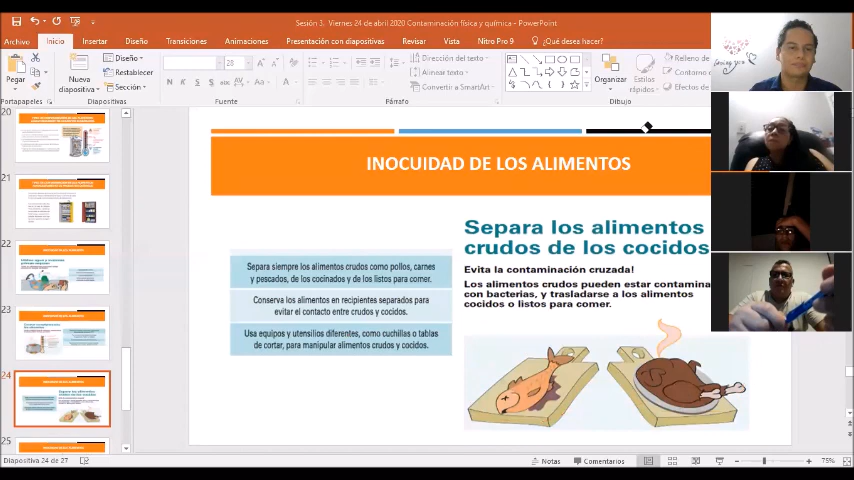 Sesión 3. Viernes 24 de abril 2020 Contaminación física y química - PowerPoint
Archivo Inicio Insertar Diseño Transiciones Animaciones Presentación con diapositivas Revisar Vista Nitro Pro 9 ¿Qué desea hacer?
Pegar
Nueva
diapositiva
Diseño
Restablecer
Sección
28
N K S
Dirección del texto
Alinear texto
Convertir a SmartArt
Organizar
Estilos
rápidos
Relleno de
Contorno
Efectos
Portapapeles
Diapositivas
Fuente
Párrafo
Dibujo
20
21
22
23
24
25
INOCUIDAD DE LOS ALIMENTOS
Separa siempre los alimentos crudos como pollos, carnes
y pescados, de los cocinados y de los listos para comer.
Conserva los alimentos en recipientes separados para
evitar el contacto entre crudos y cocidos.
Usa equipos y utensilios diferentes, como cuchillas o tablas
de cortar, para manipular alimentos crudos y cocidos.
Separa los alimentos
crudos de los cocidos
Evita la contaminación cruzada!
Los alimentos crudos pueden estar contamina
con bacterias, y trasladarse a los alimentos
cocidos o listos para comer.
Diapositiva 24 de 27
Notas
Comentarios
75%